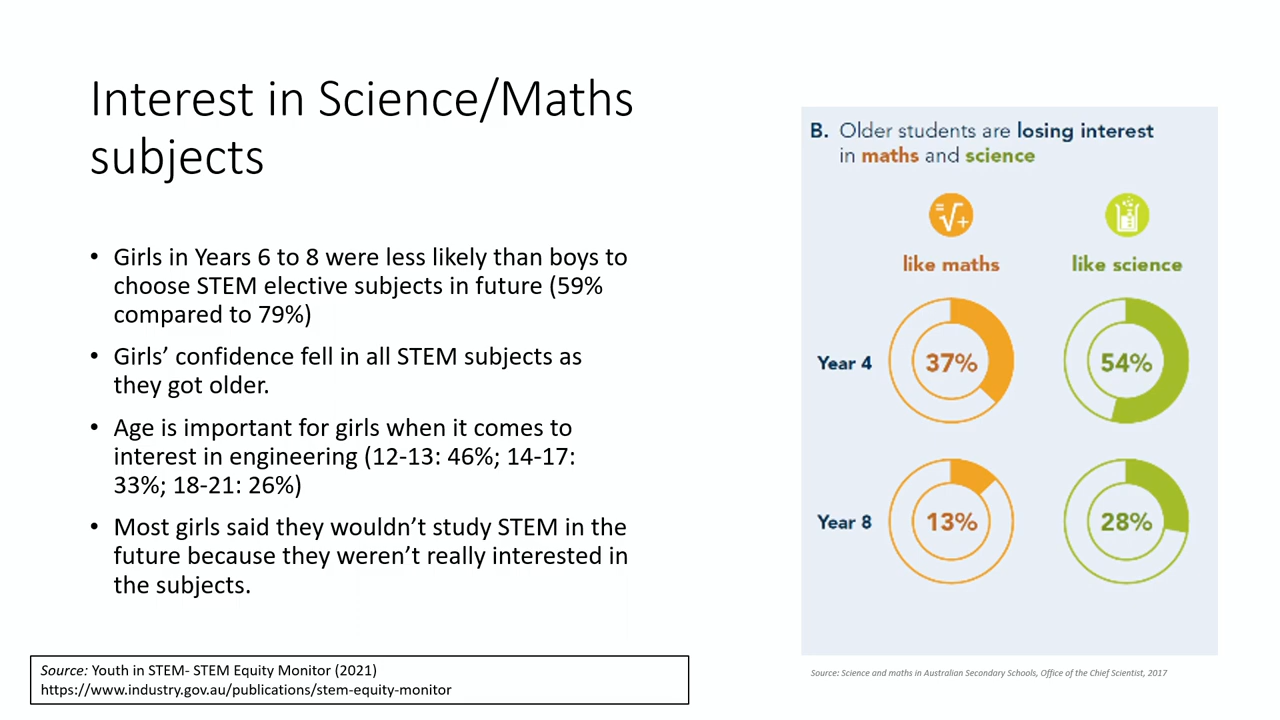 Interest in Science/Maths
subjects
• Girls in Years 6 to 8 were less likely than boys to
choose STEM elective subjects in future (59%
compared to 79%)
• Girls’ confidence fell in all STEM subjects as
they got older.
• Age is important for girls when it comes to
interest in engineering (12-13: 46%; 14-17:
33%; 18-21: 26%)
• Most girls said they wouldn’t study STEM in the
future because they weren’t really interested in
the subjects.
Source: Youth in STEM- STEM Equity Monitor (2021)
https://www.industry.gov.au/publications/stem-equity-monitor
B. Older students are losing interest
in maths and science
=√+
like maths like science
Year 4 37% 54%
Year 8 13% 28%
Source: Science and maths in Australian Secondary Schools, Office of the Chief Scientist, 2017